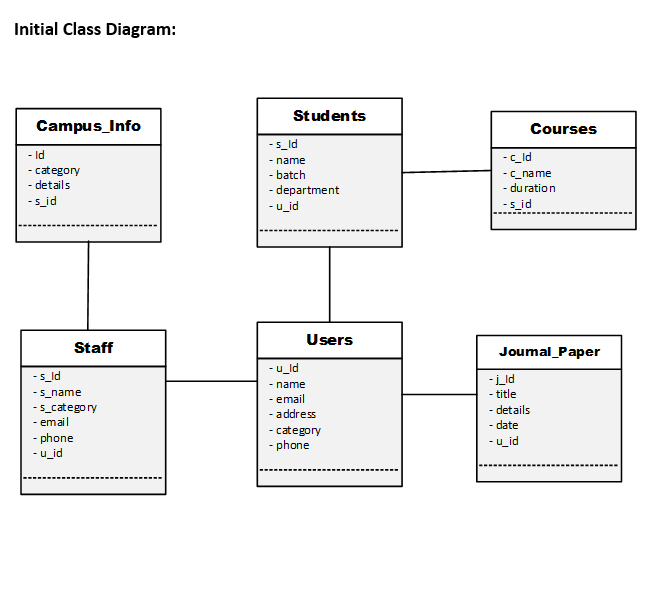 Initial Class Diagram:
Campus_Info
- Id
- category
- details
- s_id
Students
- s_Id
- name
- batch
- department
- u_id
Courses
- c_Id
- c_name
- duration
- s_id
Staff
- s_Id
- s_name
- s_category
- email
- phone
- u_id
Users
- u_Id
- name
- email
- address
- category
- phone
Journal_Paper
- j_Id
- title
- details
- date
- u_id